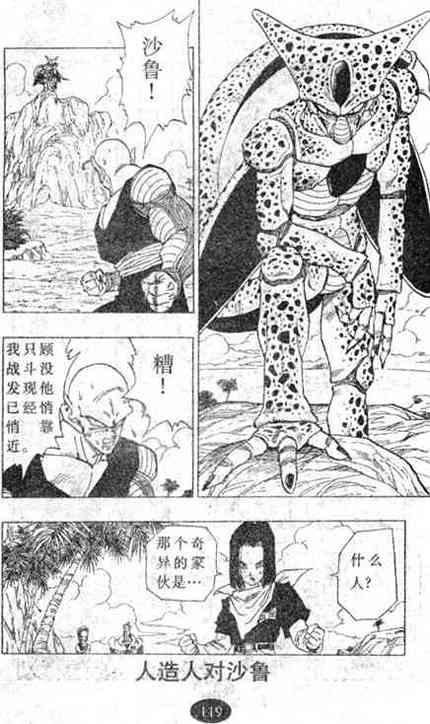 沙鲁！
我只顾
战斗没
发现他
已经悄
悄靠
近。
糟！
那个奇
异的家
伙是…
什么
人？
人造人对沙鲁
119